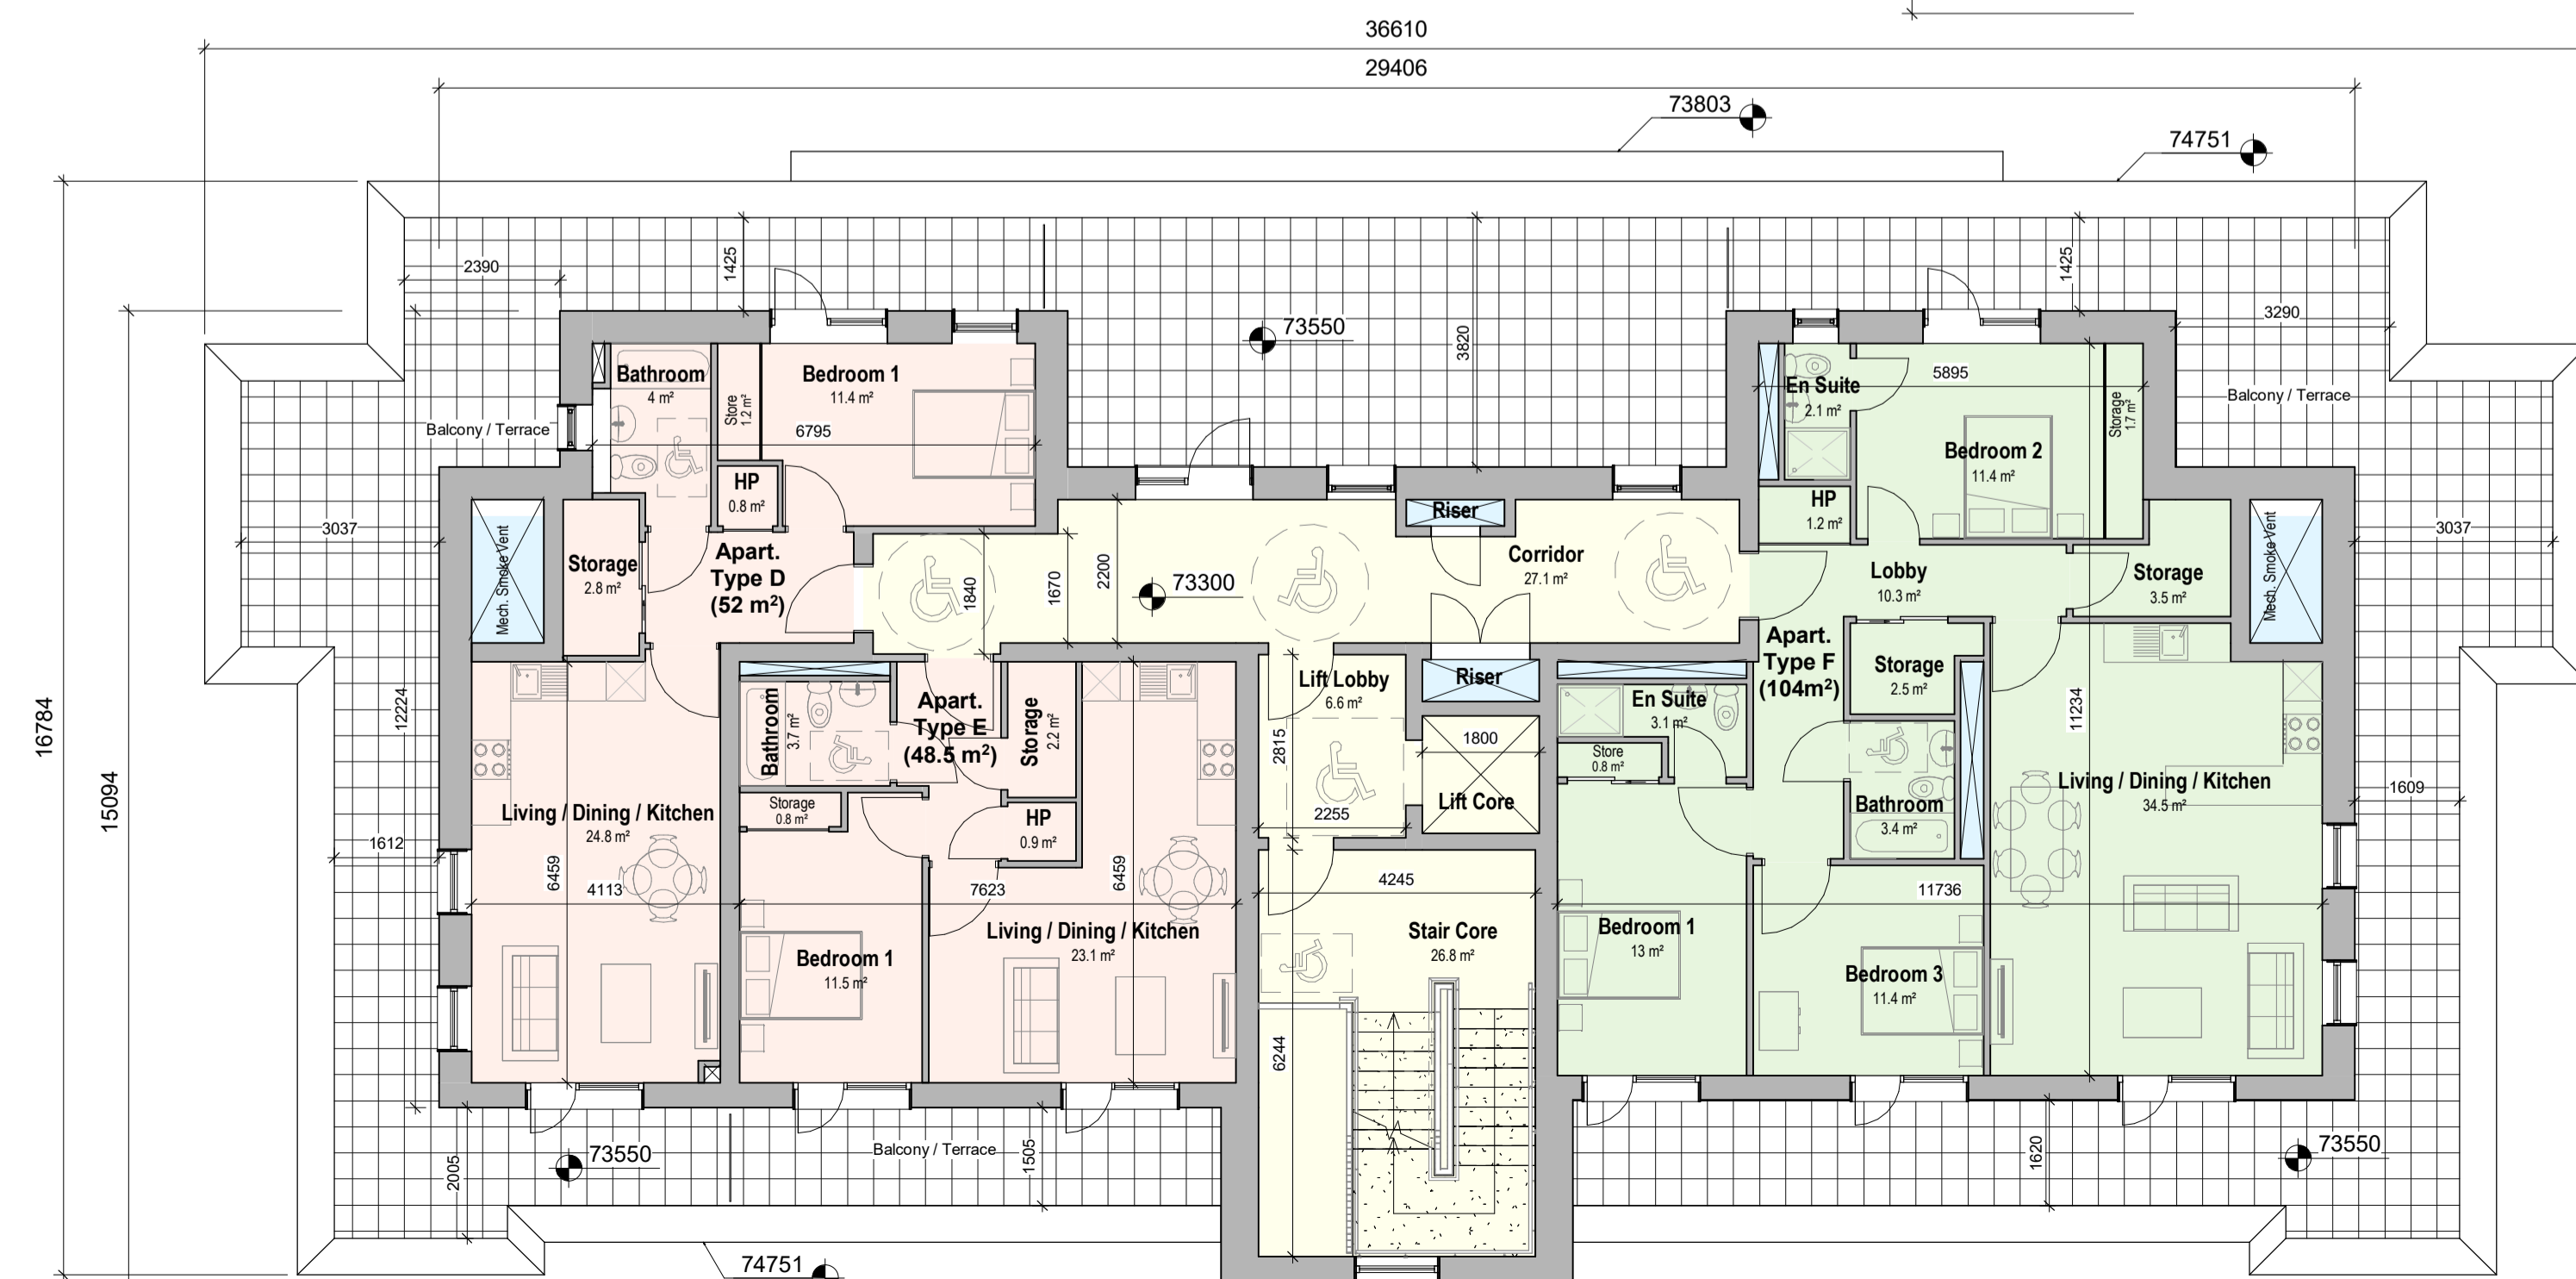 36610
29406
73803
74751
2390
1425
73550
3820
1425
3290
Bathroom
4 m²
Store
1.2 m²
Bedroom 1
11.4 m²
6795
Balcony / Terrace
HP
0.8 m²
En Suite
2.1 m²
5895
Storage
1.7 m²
Bedroom 2
11.4 m²
Balcony / Terrace
HP
1.2 m²
3037
Mech. Smoke Vent
Storage
2.8 m²
Apart.
Type D
(52 m²)
1840
1670
2200
73300
Riser
Corridor
27.1 m²
Lobby
10.3 m²
Storage
3.5 m²
Mech. Smoke Vent
3037
16784
15094
12224
Apart.
Type F
(104m²)
Storage
2.5 m²
11234
Bathroom
3.7 m²
Apart.
Type E
(48.5 m²)
Storage
2.2 m²
Lift Lobby
6.6 m²
2815
Riser
1800
Lift Core
2255
En Suite
3.1 m²
Store
0.8 m²
Living / Dining / Kitchen
24.8 m²
Storage
0.8 m²
HP
0.9 m²
Bathroom
3.4 m²
Living / Dining / Kitchen
34.5 m²
1609
1612
6459
4113
7623
6459
4245
11736
Living / Dining / Kitchen
23.1 m²
Bedroom 1
11.5 m²
Stair Core
26.8 m²
Bedroom 1
13 m²
Bedroom 3
11.4 m²
6244
2005
73550
Balcony / Terrace
1505
1620
73550
74751